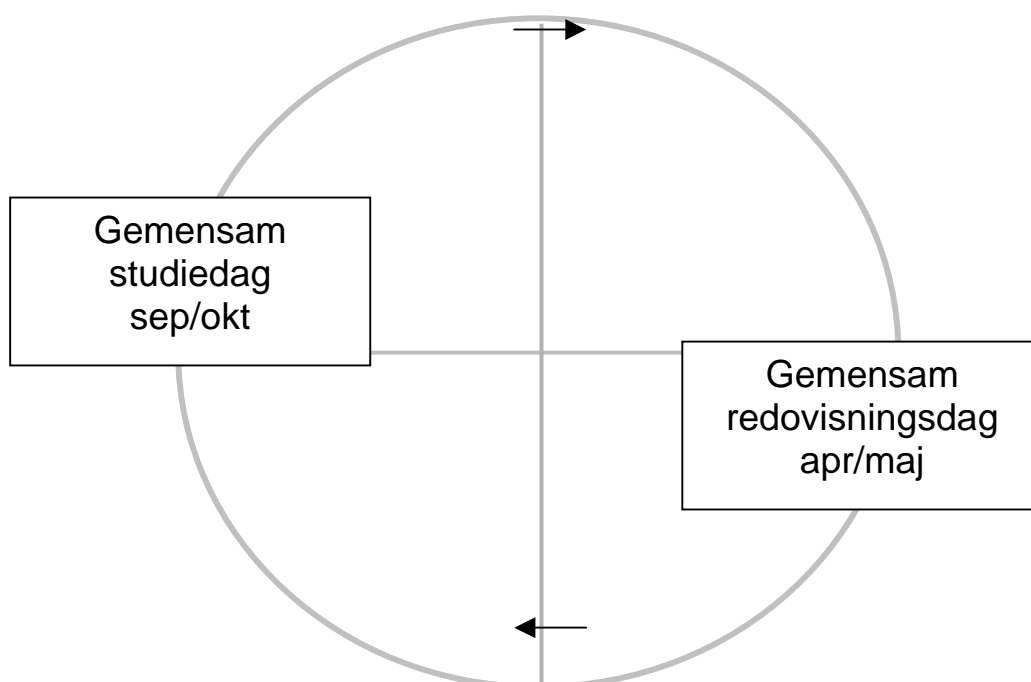 Gemensam
studiedag
sep/okt
Gemensam
redovisningsdag
apr/maj